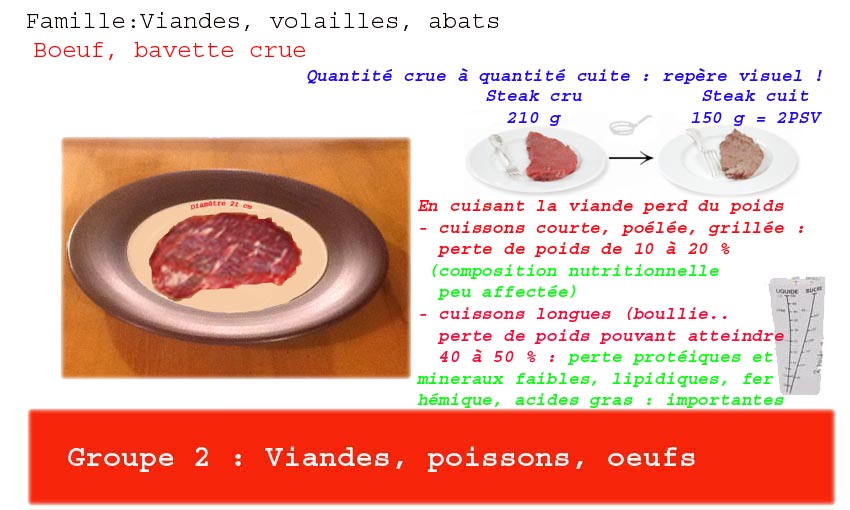 Famille:Viandes, volailles, abats
Boeuf, bavette crue
Quantité crue à quantité cuite : repère visuel !
Steak cru
210 g
Steak cuit
150 g = 2PSV
Diamêtre 21 cm
En cuisant la viande perd du poids
- cuissons courte, poélée, grillée :
perte de poids de 10 à 20 %
(composition nutritionnelle
peu affectée)
- cuissons longues (boullie..
perte de poids pouvant atteindre
40 à 50 % : perte protéiques et
mineraux faibles, lipidiques, fer
hémique, acides gras : importantes
LIQUIDE SUCRE
Groupe 2 : Viandes, poissons, oeufs